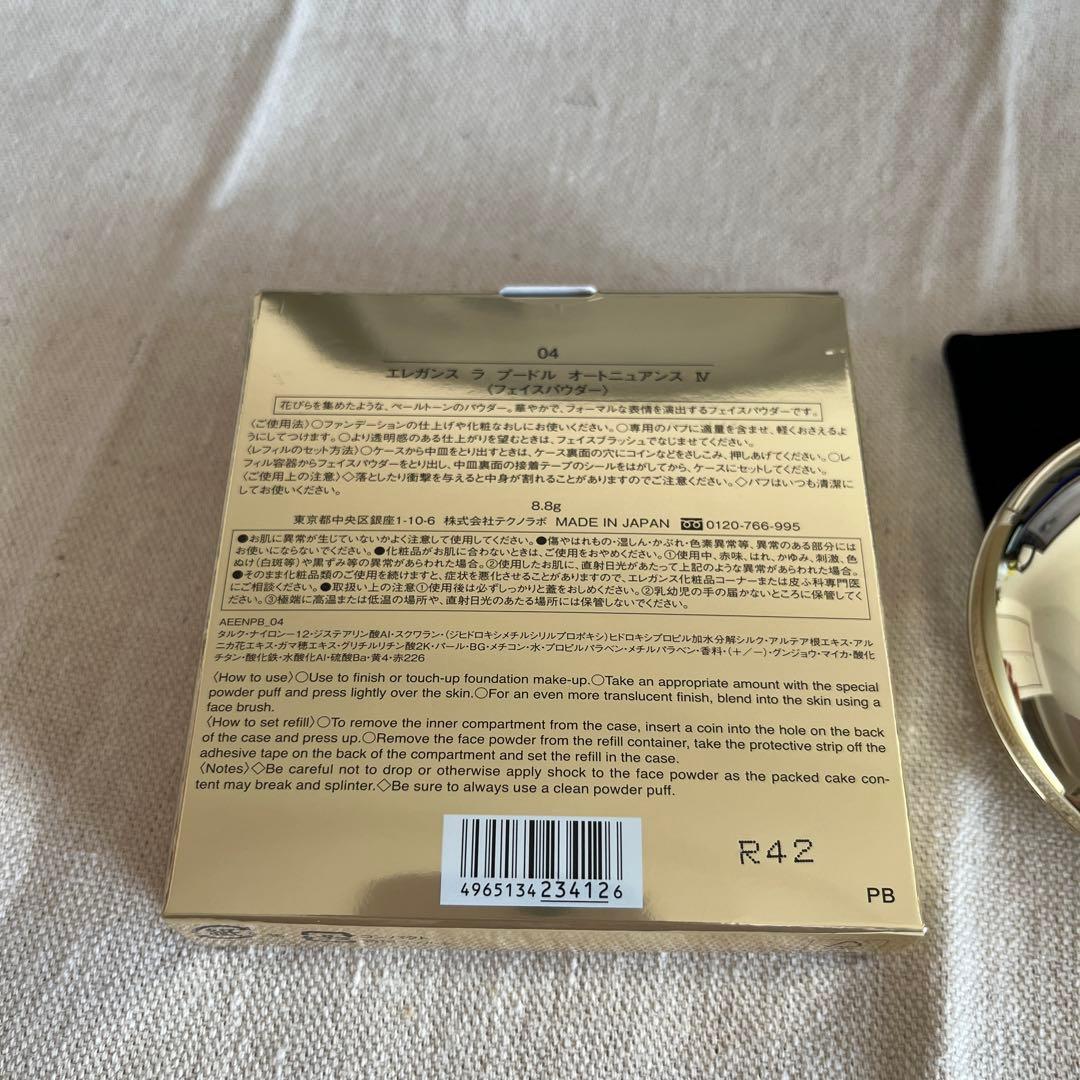 04
エレガンス ラ プードル オートニュアンス Ⅳ
〈フェイスパウダー〉
花びらを集めたような、ペールトーンのパウダー。華やかで、フォーマルな表情を演出するフェイスパウダーです。
〈ご使用法〉○ファンデーションの仕上げや化粧なおしにお使いください。○専用のパフに適量を含ませ、軽くおさえるよ
うにしてつけます。○より透明感のある仕上がりを望むときは、フェイスブラッシュでなじませてください。
〈レフィルのセット方法〉○ケースから中皿をとり出すときは、ケース裏面の穴にコインなどをさしこみ、押しあげてください。○レ
フィル容器からフェイスパウダーをとり出し、中皿裏面の接着テープのシールをはがしてから、ケースにセットしてください。
〈ご使用上の注意〉◇落としたり衝撃を与えると中身が割れることがありますのでご注意ください。◇パフはいつも清潔に
してお使いください。
8.8g
東京都中央区銀座1-10-6 株式会社テクノラボ MADE IN JAPAN 0120-766-995
●お肌に異常が生じていないかよく注意して使用してください。●傷やはれもの・湿しん・かぶれ・色素異常等、異常のある部分には
お使いにならないでください。●化粧品がお肌に合わないときは、ご使用をおやめください。①使用中、赤味、はれ、かゆみ、刺激、色
ぬけ(白斑等)や黒ずみ等の異常があらわれた場合。②使用したお肌に、直射日光があたって上記のような異常があらわれた場合。
●そのまま化粧品類のご使用を続けますと、症状を悪化させることがありますので、エレガンス化粧品コーナーまたは皮ふ科専門医
にご相談ください。●取扱い上の注意①使用後は必ずしっかりと蓋をおしめください。②乳幼児の手の届かないところに保管してく
ださい。③極端に高温または低温の場所や、直射日光のあたる場所には保管しないでください。
AEENPB_04
タルク・ナイロン－12・ジステアリン酸Al・スクワラン・(ジヒドロキシメチルシリルプロポキシ)ヒドロキシプロピル加水分解シルク・アルテア根エキス・アル
ニカ花エキス・ガマ穂エキス・グリチルリチン酸2K・パール・BG・メチコン・水・プロピルパラベン・メチルパラベン・香料・(＋/－)・グンジョウ・マイカ・酸化
チタン・酸化鉄・水酸化Al・硫酸Ba・黄4・赤226
〈How to use〉○Use to finish or touch-up foundation make-up.○Take an appropriate amount with the special
powder puff and press lightly over the skin.○For an even more translucent finish, blend into the skin using a
face brush.
〈How to set refill〉○To remove the inner compartment from the case, insert a coin into the hole on the back
of the case and press up.○Remove the face powder from the refill container, take the protective strip off the
adhesive tape on the back of the compartment and set the refill in the case.
〈Notes〉◇Be careful not to drop or otherwise apply shock to the face powder as the packed cake con-
tent may break and splinter.◇Be sure to always use a clean powder puff.
4965134234126
R42
PB